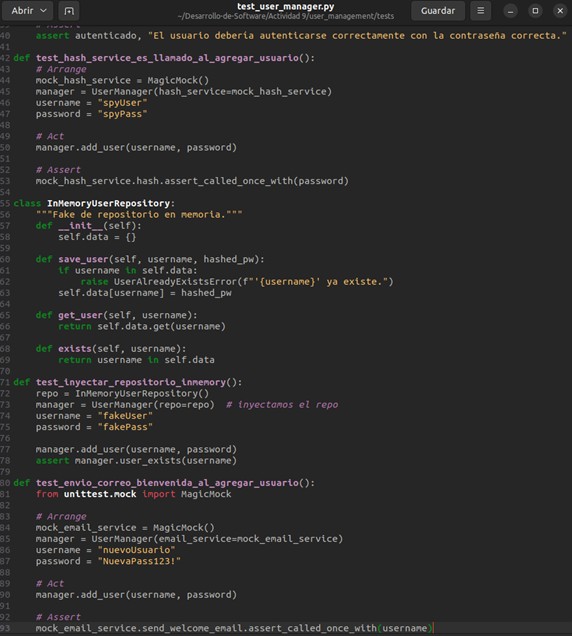 Abrir
test_user_manager.py
~/Desarrollo-de-Software/Actividad 9/user_management/tests
Guardar
40 assert autenticado, "El usuario debería autenticarse correctamente con la contraseña correcta."
41
42 def test_hash_service_es_llamado_al_agregar_usuario():
43     # Arrange
44     mock_hash_service = MagicMock()
45     manager = UserManager(hash_service=mock_hash_service)
46     username = "spyUser"
47     password = "spyPass"
48
49     # Act
50     manager.add_user(username, password)
51
52     # Assert
53     mock_hash_service.hash.assert_called_once_with(password)
54
55 class InMemoryUserRepository:
56     """Fake de repositorio en memoria."""
57     def __init__(self):
58         self.data = {}
59
60     def save_user(self, username, hashed_pw):
61         if username in self.data:
62             raise UserAlreadyExistsError(f"'{username}' ya existe.")
63         self.data[username] = hashed_pw
64
65     def get_user(self, username):
66         return self.data.get(username)
67
68     def exists(self, username):
69         return username in self.data
70
71 def test_inyectar_repositorio_inmemory():
72     repo = InMemoryUserRepository()
73     manager = UserManager(repo=repo)  # inyectamos el repo
74     username = "fakeUser"
75     password = "fakePass"
76
77     manager.add_user(username, password)
78     assert manager.user_exists(username)
79
80 def test_envio_correo_bienvenida_al_agregar_usuario():
81     from unittest.mock import MagicMock
82
83     # Arrange
84     mock_email_service = MagicMock()
85     manager = UserManager(email_service=mock_email_service)
86     username = "nuevoUsuario"
87     password = "NuevaPass123!"
88
89     # Act
90     manager.add_user(username, password)
91
92     # Assert
93     mock_email_service.send_welcome_email.assert_called_once_with(username)